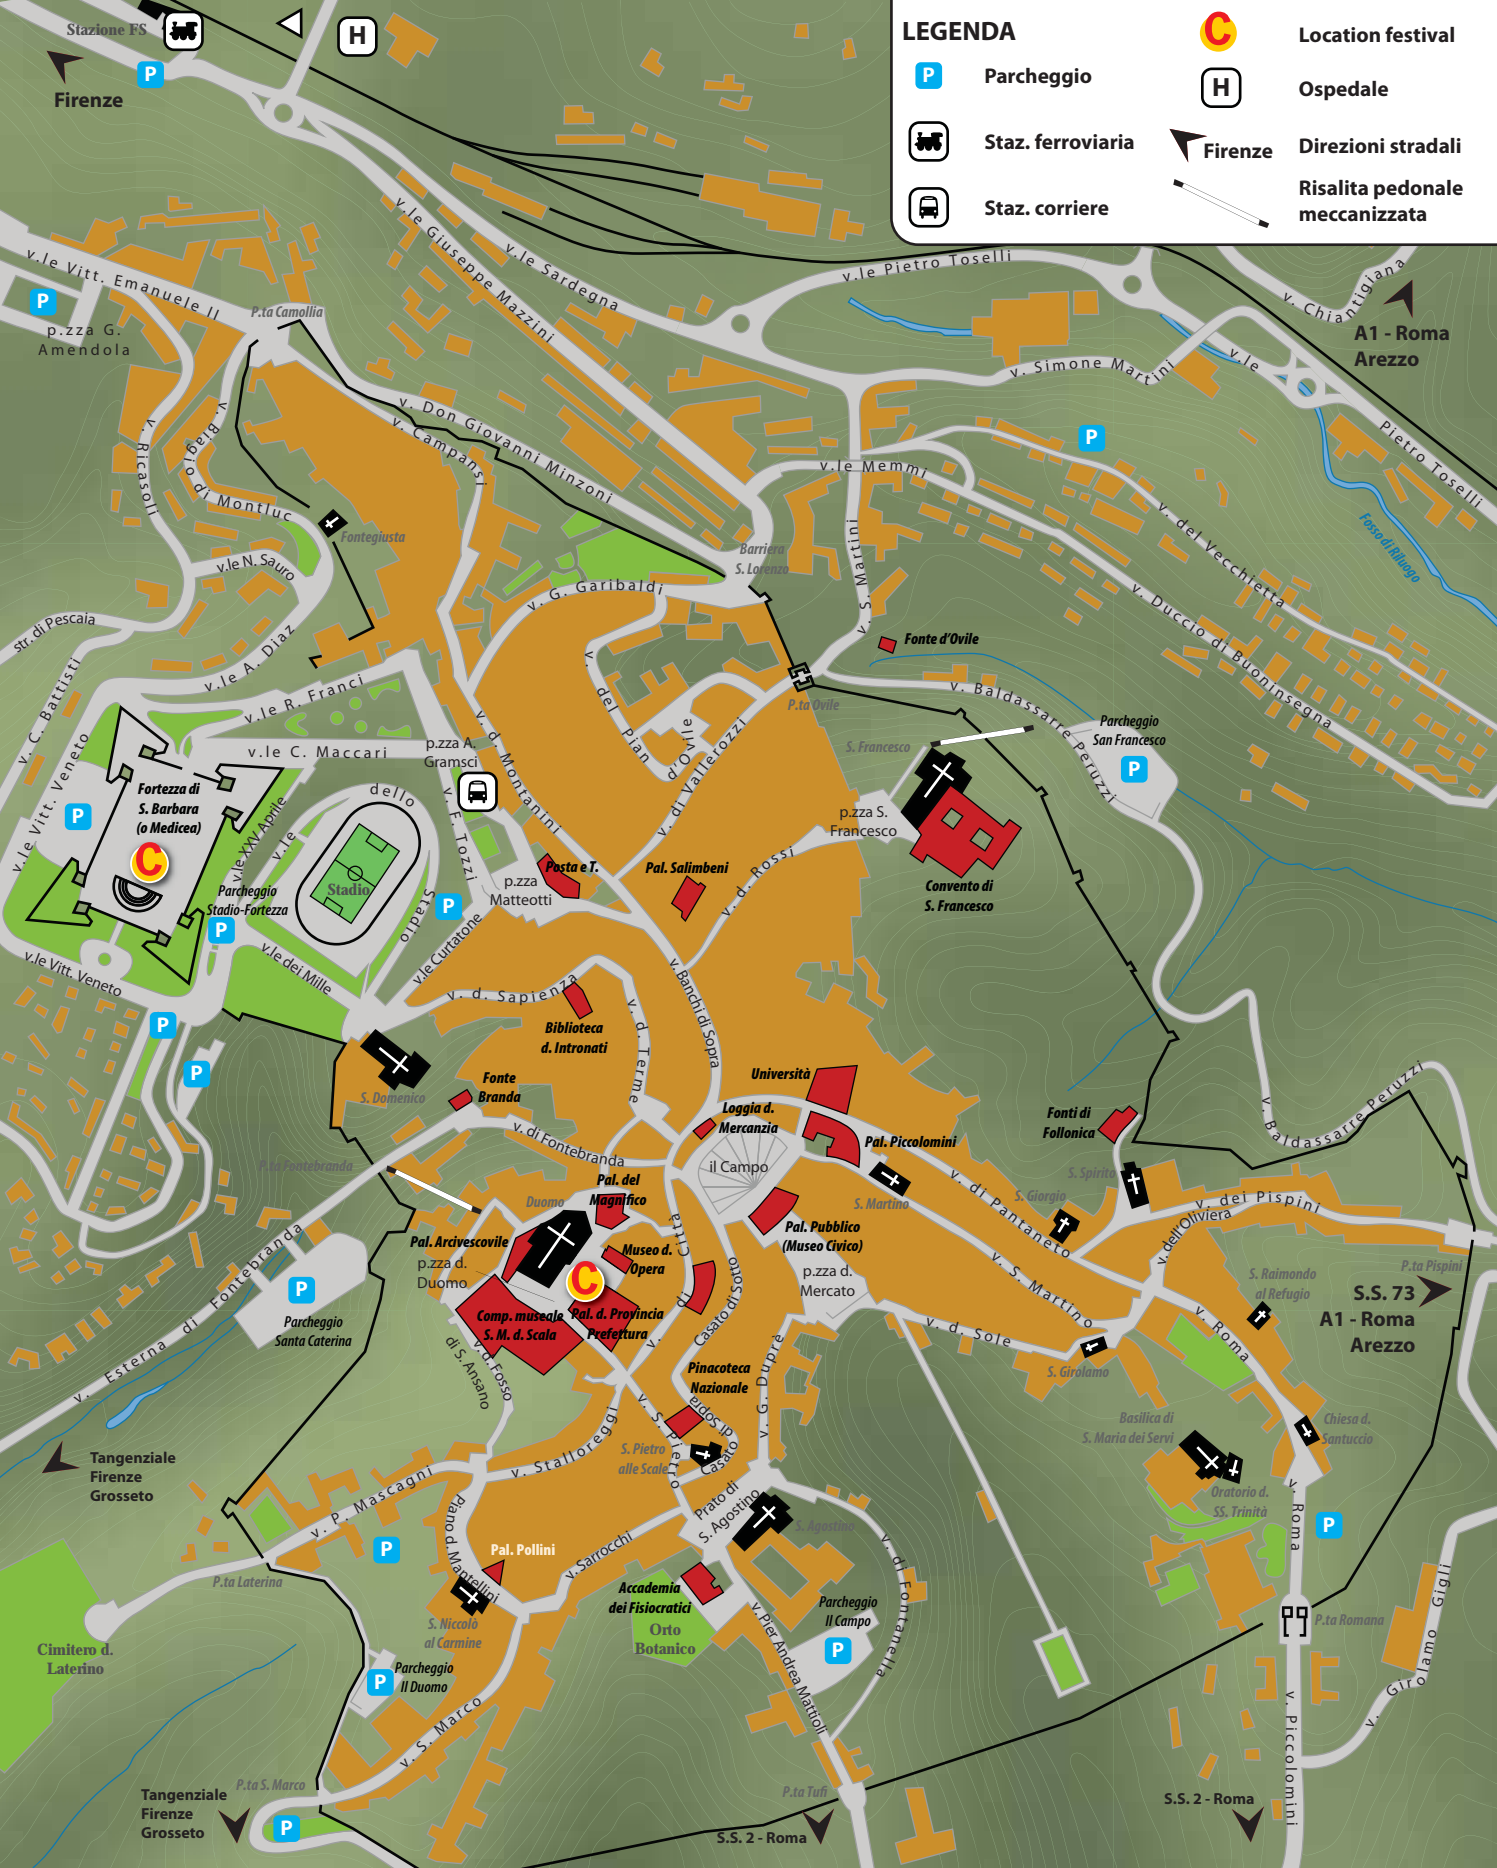 Stazione FS
H
P
Firenze
LEGENDA
P
Parcheggio
Staz. ferroviaria
Staz. corriere
C
Location festival
H
Ospedale
Firenze
Direzioni stradali
Risalita pedonale
meccanizzata
v.le Vitt. Emanuele II
P
p.zza G.
Amendola
P.ta Camollia
v.le Giuseppe Mazzini
v.le Sardegna
v.le Pietro Toselli
v. Chiantigiana
A1 - Roma
Arezzo
v. Simone Martini
v.le
Pietro Toselli
v. Ricasoli
v. Biagio
di Montluc
v. Don Giovanni Minzoni
v. Campansi
P
v.le Memmi
Fontegiusta
Barriera
S. Lorenzo
v. S. Martini
v. del Vecchietta
Fosso di Riluogo
v. Duccio di Buoninsegna
v.le N. Sauro
v. G. Garibaldi
str. di Pescaia
v.le A. Diaz
Fonte d'Ovile
v. C. Battisti
v.le R. Franci
v. del Pian
d'Ovile
P.ta Ovile
v. Baldassarre Peruzzi
v.le Vitt. Veneto
v.le C. Maccari
p.zza A.
Gramsci
v. d. Montanini
v. di Vallerozzi
S. Francesco
Parcheggio
San Francesco
P
P
Fortezza di
S. Barbara
(o Medicea)
C
v.le XXV Aprile
v.le
dello
Stadio
Stadio
v. F. Tozzi
p.zza S.
Francesco
Posta e T.
Pal. Salimbeni
v. d. Rossi
Convento di
S. Francesco
p.zza
Matteotti
Parcheggio
Stadio-Fortezza
P
P
v.le Curtatone
v.le dei Mille
v.le Vitt. Veneto
v. d. Sapienza
v. Banchi di Sopra
v. d. Terme
Biblioteca
d. Intronati
P
P
S. Domenico
Fonte
Branda
Università
Loggia d.
Mercanzia
Pal. Piccolomini
Fonti di
Follonica
v. Baldassarre Peruzzi
P.ta Fontebranda
v. di Fontebranda
il Campo
S. Martino
v. di Pantaneto
S. Spirito
S. Giorgio
v. dei Pispini
v. dell'Oliviera
Pal. del
Magnifico
Duomo
Pal. Arcivescovile
p.zza d.
Duomo
Museo d.
Opera
C
v. di Città
Pal. Pubblico
(Museo Civico)
p.zza d.
Mercato
v. S. Martino
P.ta Pispini
S. Raimondo
al Refugio
S.S. 73
A1 - Roma
Arezzo
P
Parcheggio
Santa Caterina
v. Esterna di Fontebranda
Comp. museale
S. M. d. Scala
Pal. d. Provincia
Prefettura
Casato di Sotto
v. d. Sole
S. Girolamo
v. Roma
v. d. Fosso
di S. Ansano
Pinacoteca
Nazionale
v. G. Duprè
Casato
di Sopra
v. S. Pietro
S. Pietro
alle Scale
Basilica di
S. Maria dei Servi
Chiesa d.
Santuccio
Oratorio d.
SS. Trinità
Tangenziale
Firenze
Grosseto
v. Stalloreggi
v. P. Mascagni
Prato di
S. Agostino
S. Agostino
v. Roma
P
P
Piano d. Mantellini
Pal. Pollini
v. Sarrocchi
v. di Fontanella
P.ta Laterina
Accademia
dei Fisiocratici
Orto
Botanico
Parcheggio
Il Campo
P
P.ta Romana
v. Girolamo Gigli
Cimitero d.
Laterino
S. Niccolò
al Carmine
P
Parcheggio
Il Duomo
v. S. Marco
v. Pier Andrea Mattioli
v. Piccolomini
Tangenziale
Firenze
Grosseto
P.ta S. Marco
P
P.ta Tufi
S.S. 2 - Roma
S.S. 2 - Roma